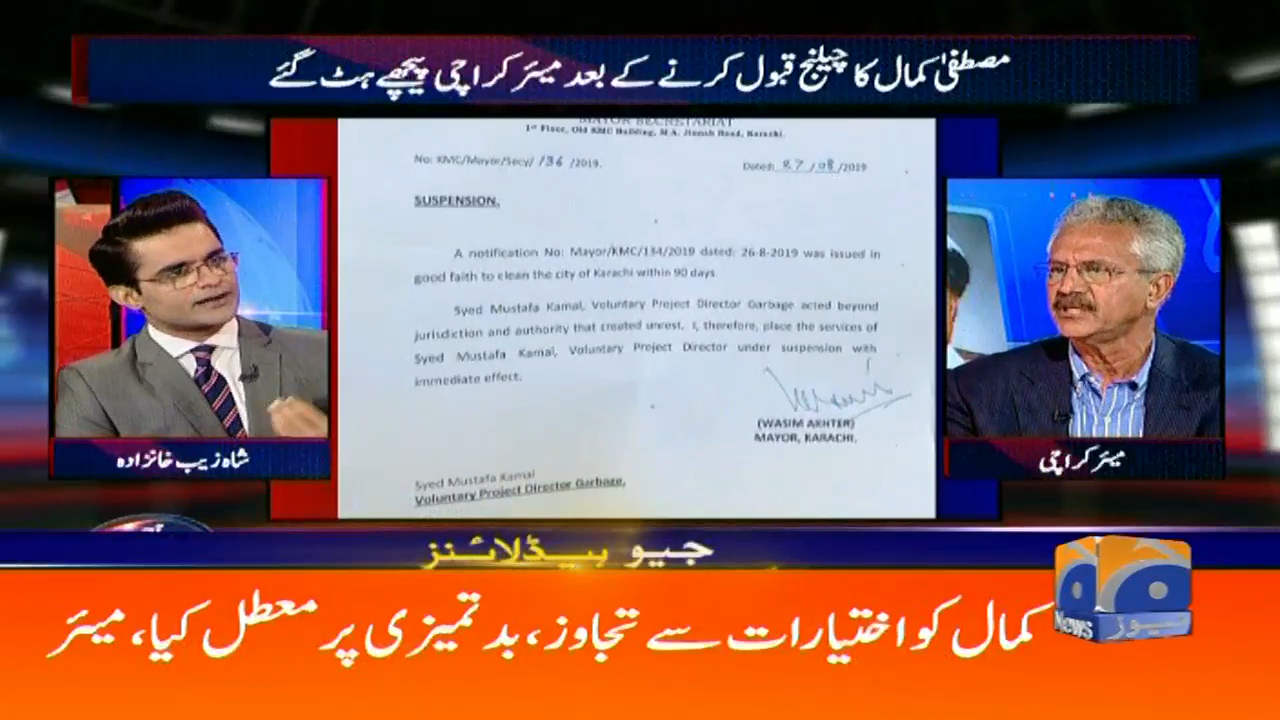 مصطفیٰ کمال کا چیلنج قبول کرنے کے بعد میئر کراچی پیچھے ہٹ گئے
MAYOR SECRETARIAT
1st Floor, Old KMC Building, M.A. Jinnah Road, Karachi.
No: KMC/Mayor/Secy/ 136 /2019.
Dated: 27/08/2019
SUSPENSION.
A notification No: Mayor/KMC/134/2019 dated: 26-8-2019 was issued in
good faith to clean the city of Karachi within 90 days.
Syed Mustafa Kamal, Voluntary Project Director Garbage acted beyond
jurisdiction and authority that created unrest. I, therefore, place the services of
Syed Mustafa Kamal, Voluntary Project Director under suspension with
immediate effect.
(WASIM AKHTER)
MAYOR, KARACHI.
Syed Mustafa Kamal
Voluntary Project Director Garbage,
شاہ زیب خانزادہ
میئر کراچی
جیو ہیڈلائنز
کمال کو اختیارات سے تجاوز، بدتمیزی پر معطل کیا، میئر
News نیوز